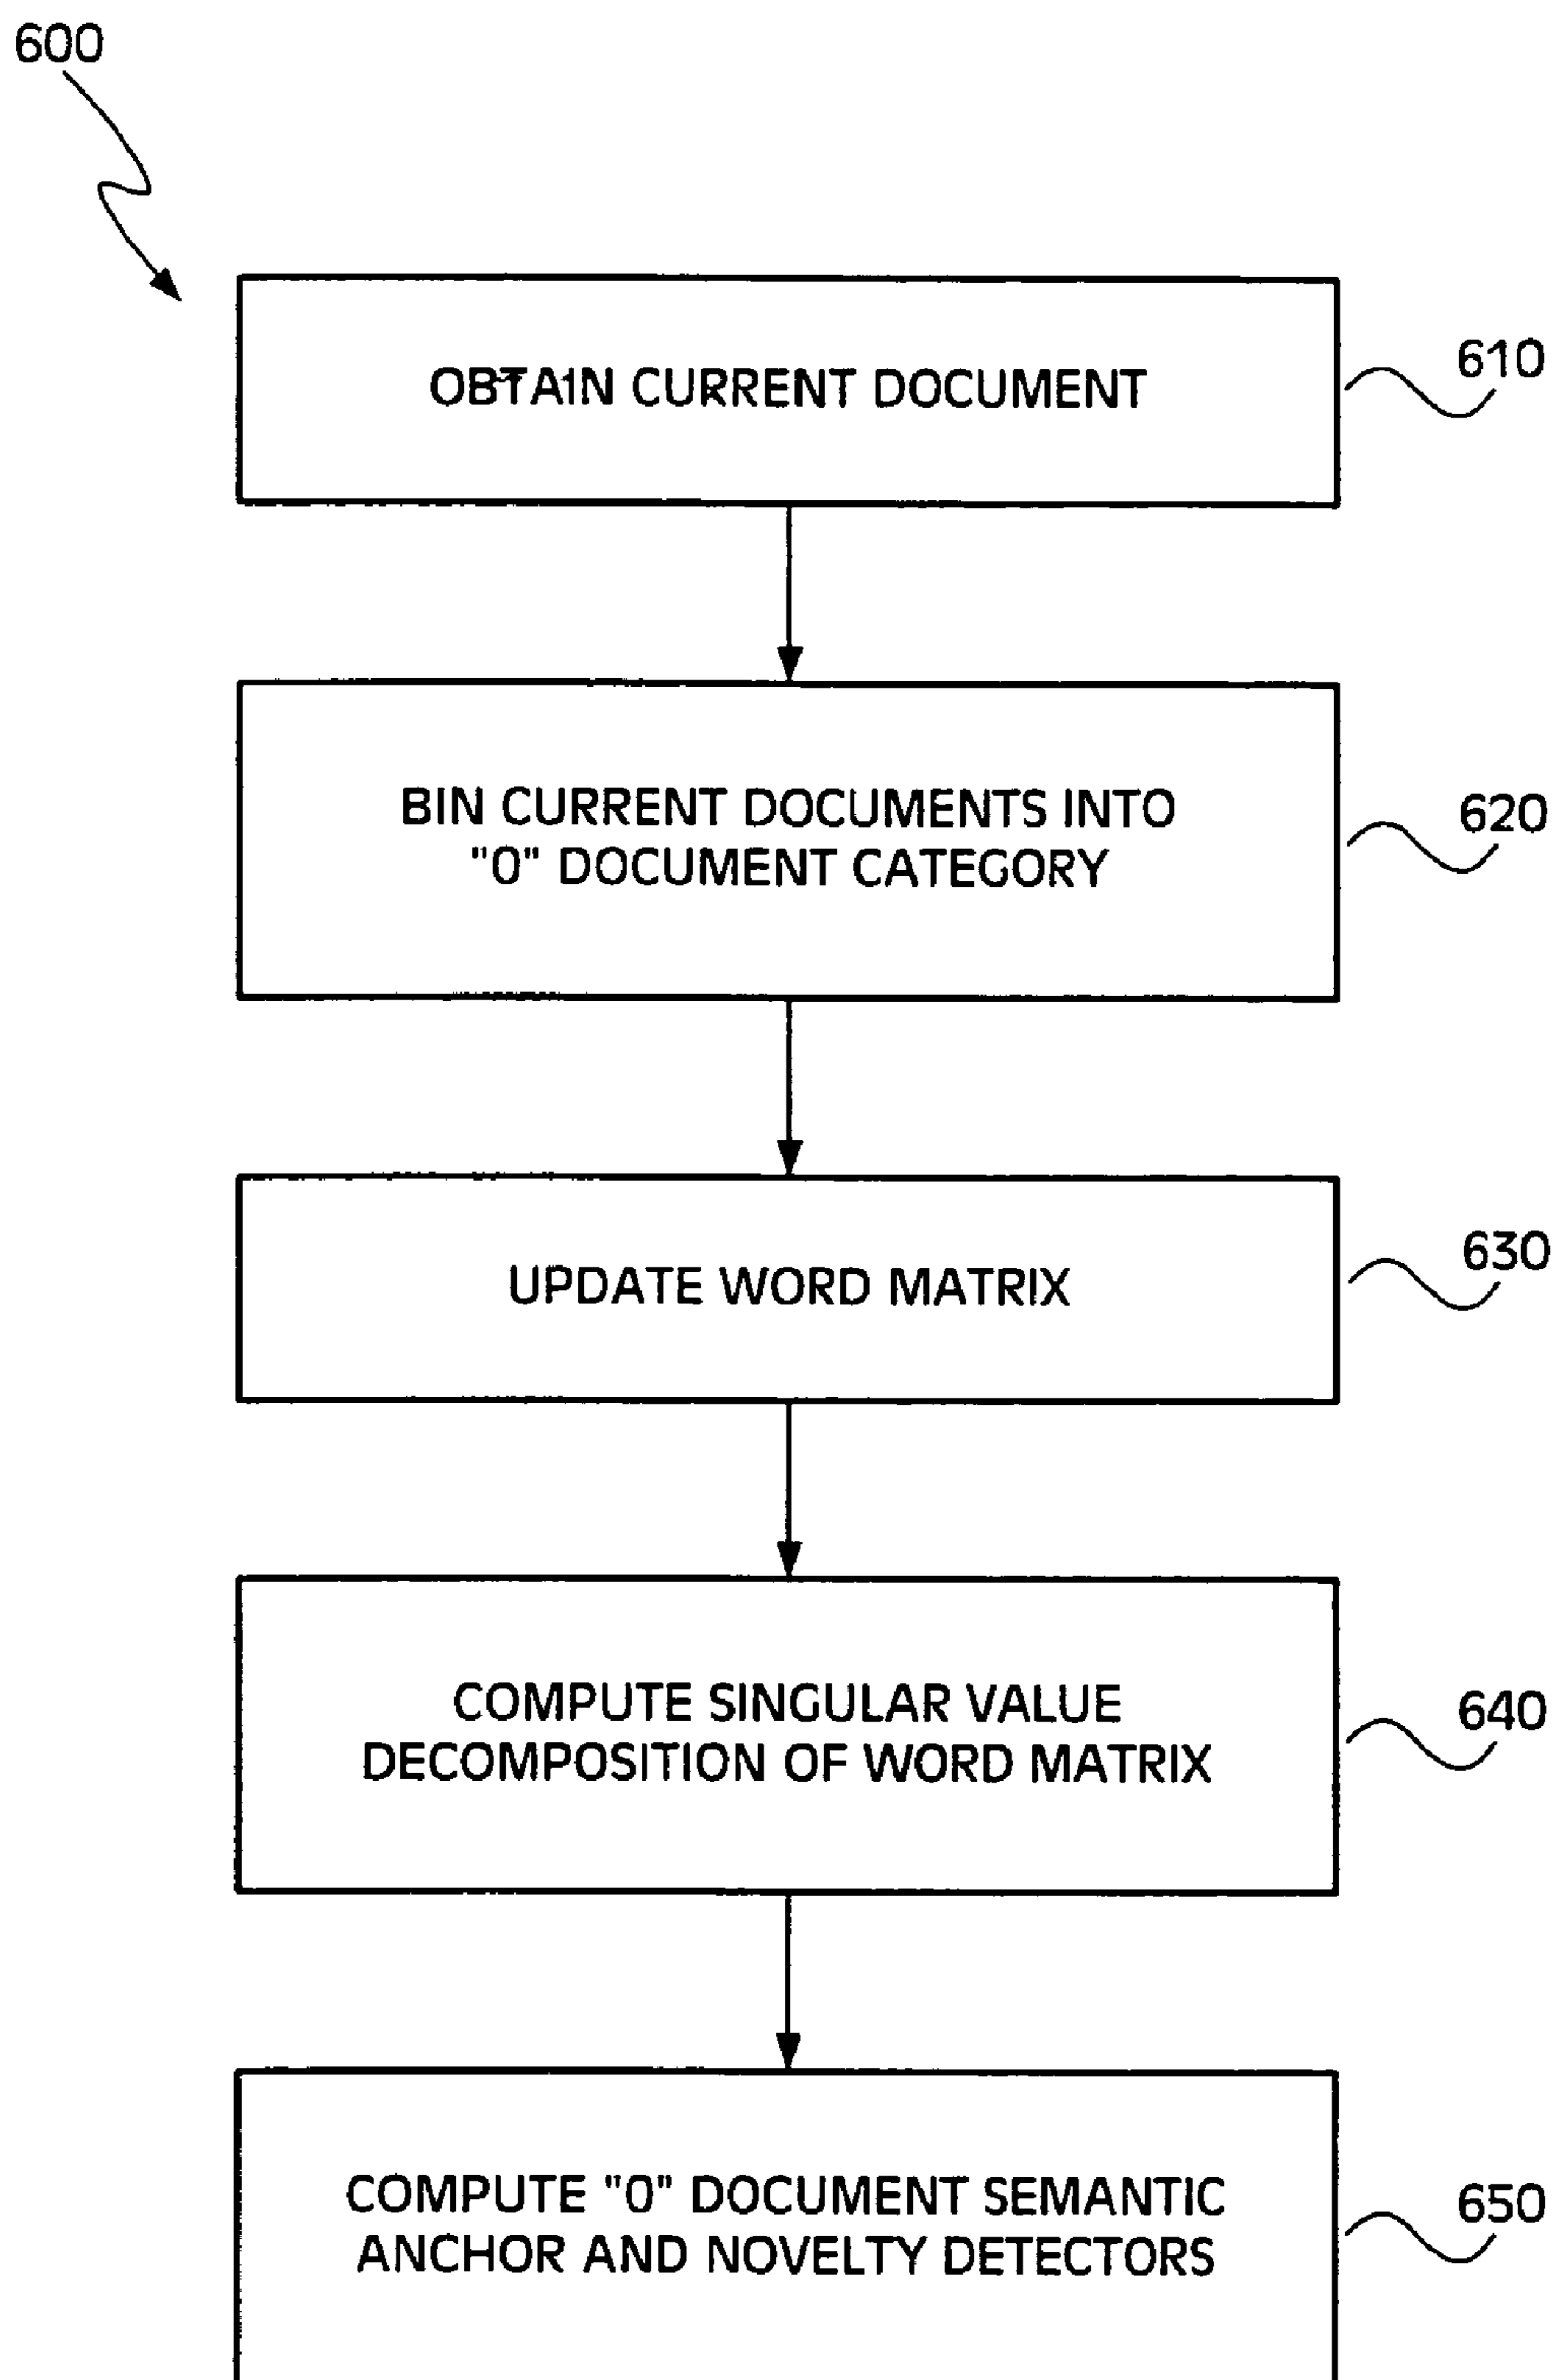 600
OBTAIN CURRENT DOCUMENT
610
BIN CURRENT DOCUMENTS INTO
"0" DOCUMENT CATEGORY
620
UPDATE WORD MATRIX
630
COMPUTE SINGULAR VALUE
DECOMPOSITION OF WORD MATRIX
640
COMPUTE "0" DOCUMENT SEMANTIC
ANCHOR AND NOVELTY DETECTORS
650